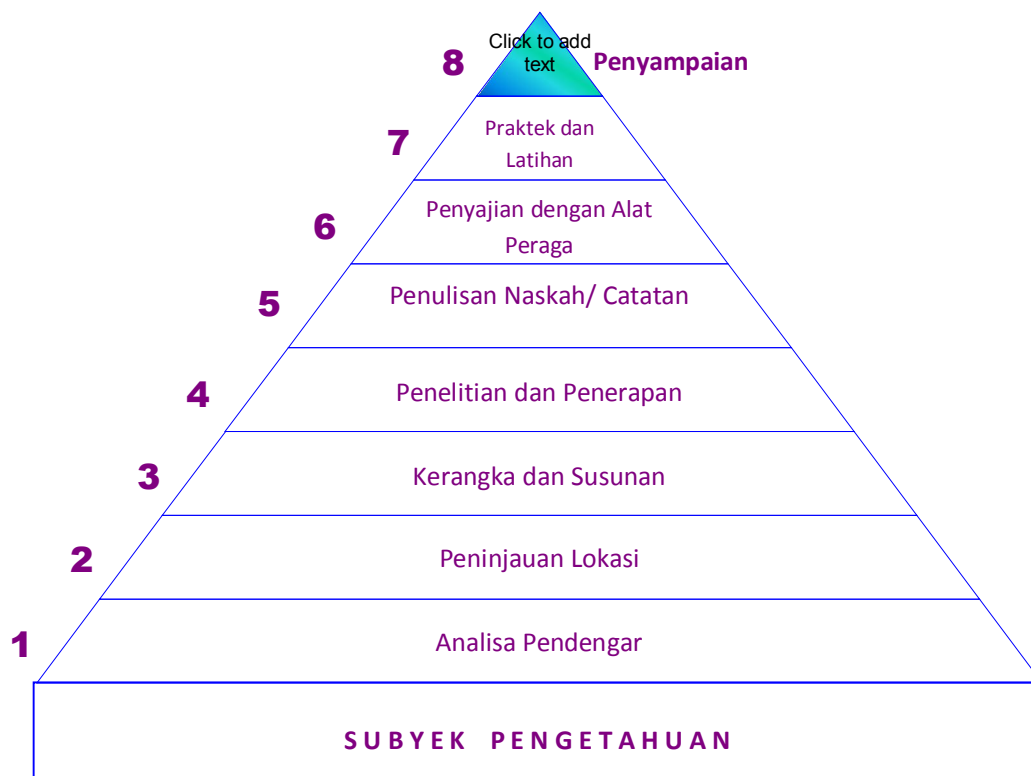 Click to add
text
8
Penyampaian
7
Praktek dan
Latihan
6
Penyajian dengan Alat
Peraga
5
Penulisan Naskah/ Catatan
4
Penelitian dan Penerapan
3
Kerangka dan Susunan
2
Peninjauan Lokasi
1
Analisa Pendengar
SUBYEK PENGETAHUAN